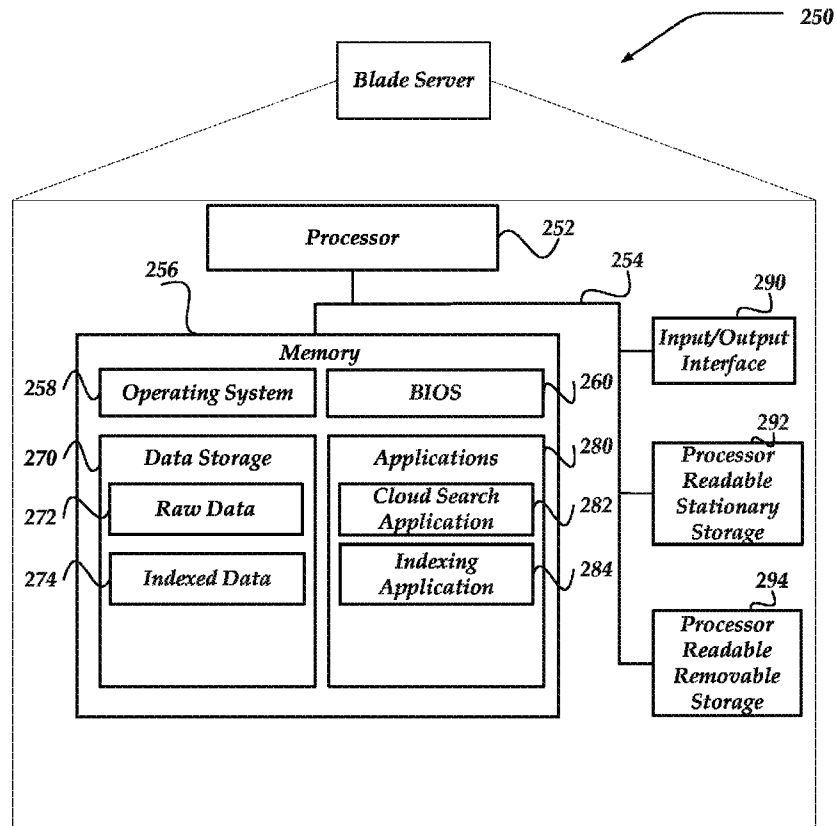 250
Blade Server
Processor
252
256
254
290
Memory
Input/Output
Interface
258
Operating System
BIOS
260
292
270
Data Storage
Applications
280
Processor
Readable
Stationary
Storage
272
Raw Data
Cloud Search
Application
282
274
Indexed Data
Indexing
Application
284
294
Processor
Readable
Removable
Storage